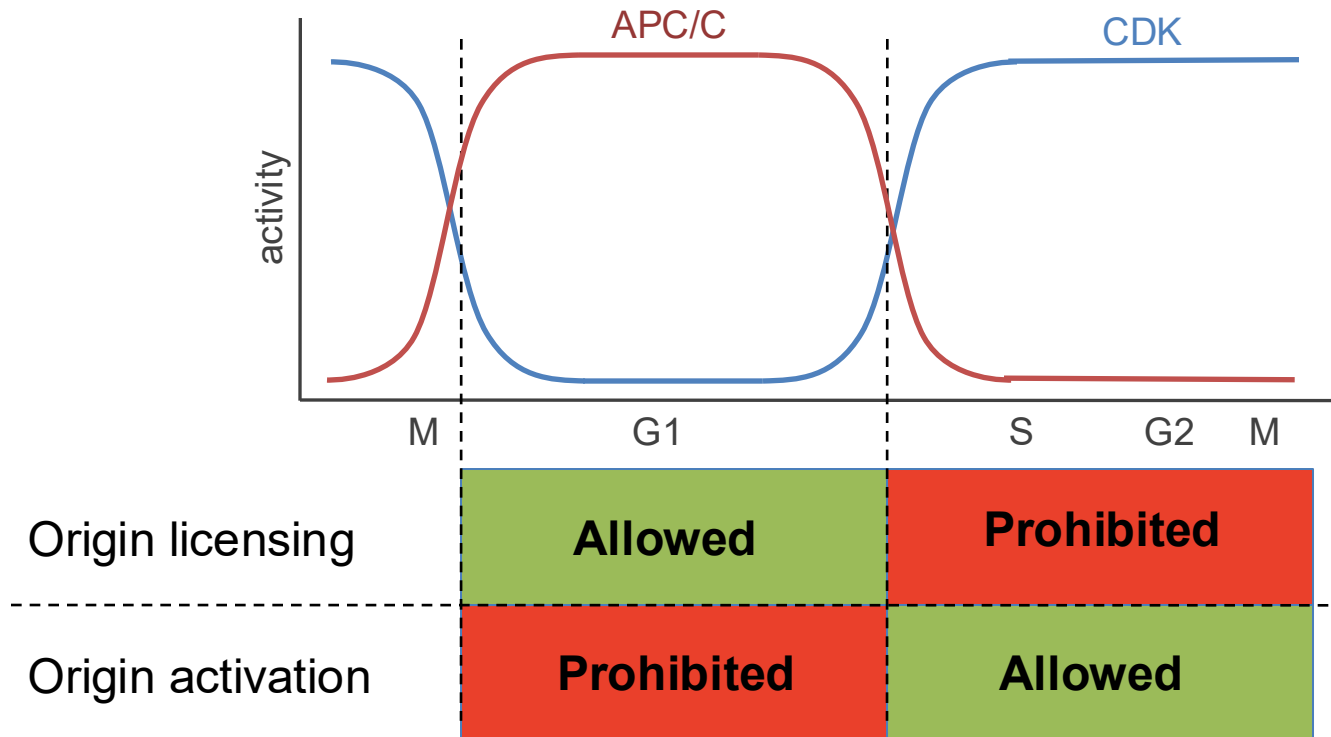 APC/C
CDK
activity
M
G1
S
G2
M
Origin licensing
Allowed
Prohibited
Origin activation
Prohibited
Allowed